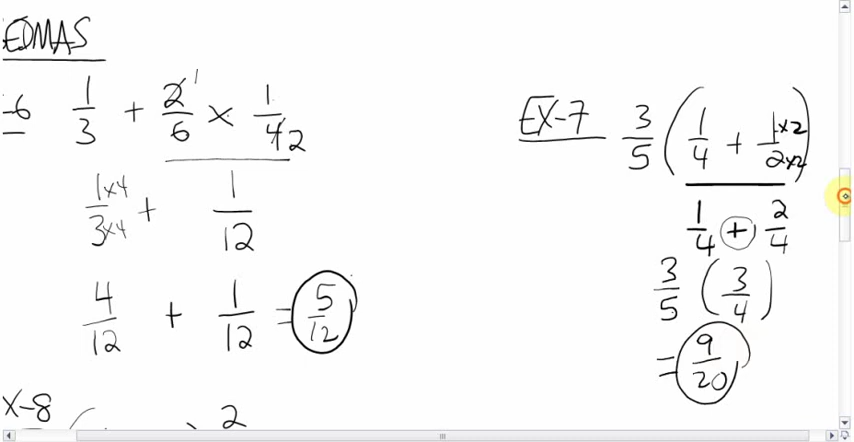 EDMAS
-6 1/3 + 2̸¹/6 × 1/4̸2
1×4/3×4 + 1/12
4/12 + 1/12 = 5/12
EX-7 3/5 (1/4 + 1×2/2×2)
1/4 + 2/4
3/5 (3/4)
= 9/20
x-8 ( 2